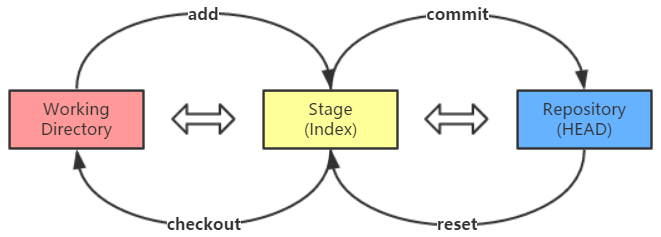 add
commit
Working
Directory
Stage
(Index)
Repository
(HEAD)
checkout
reset